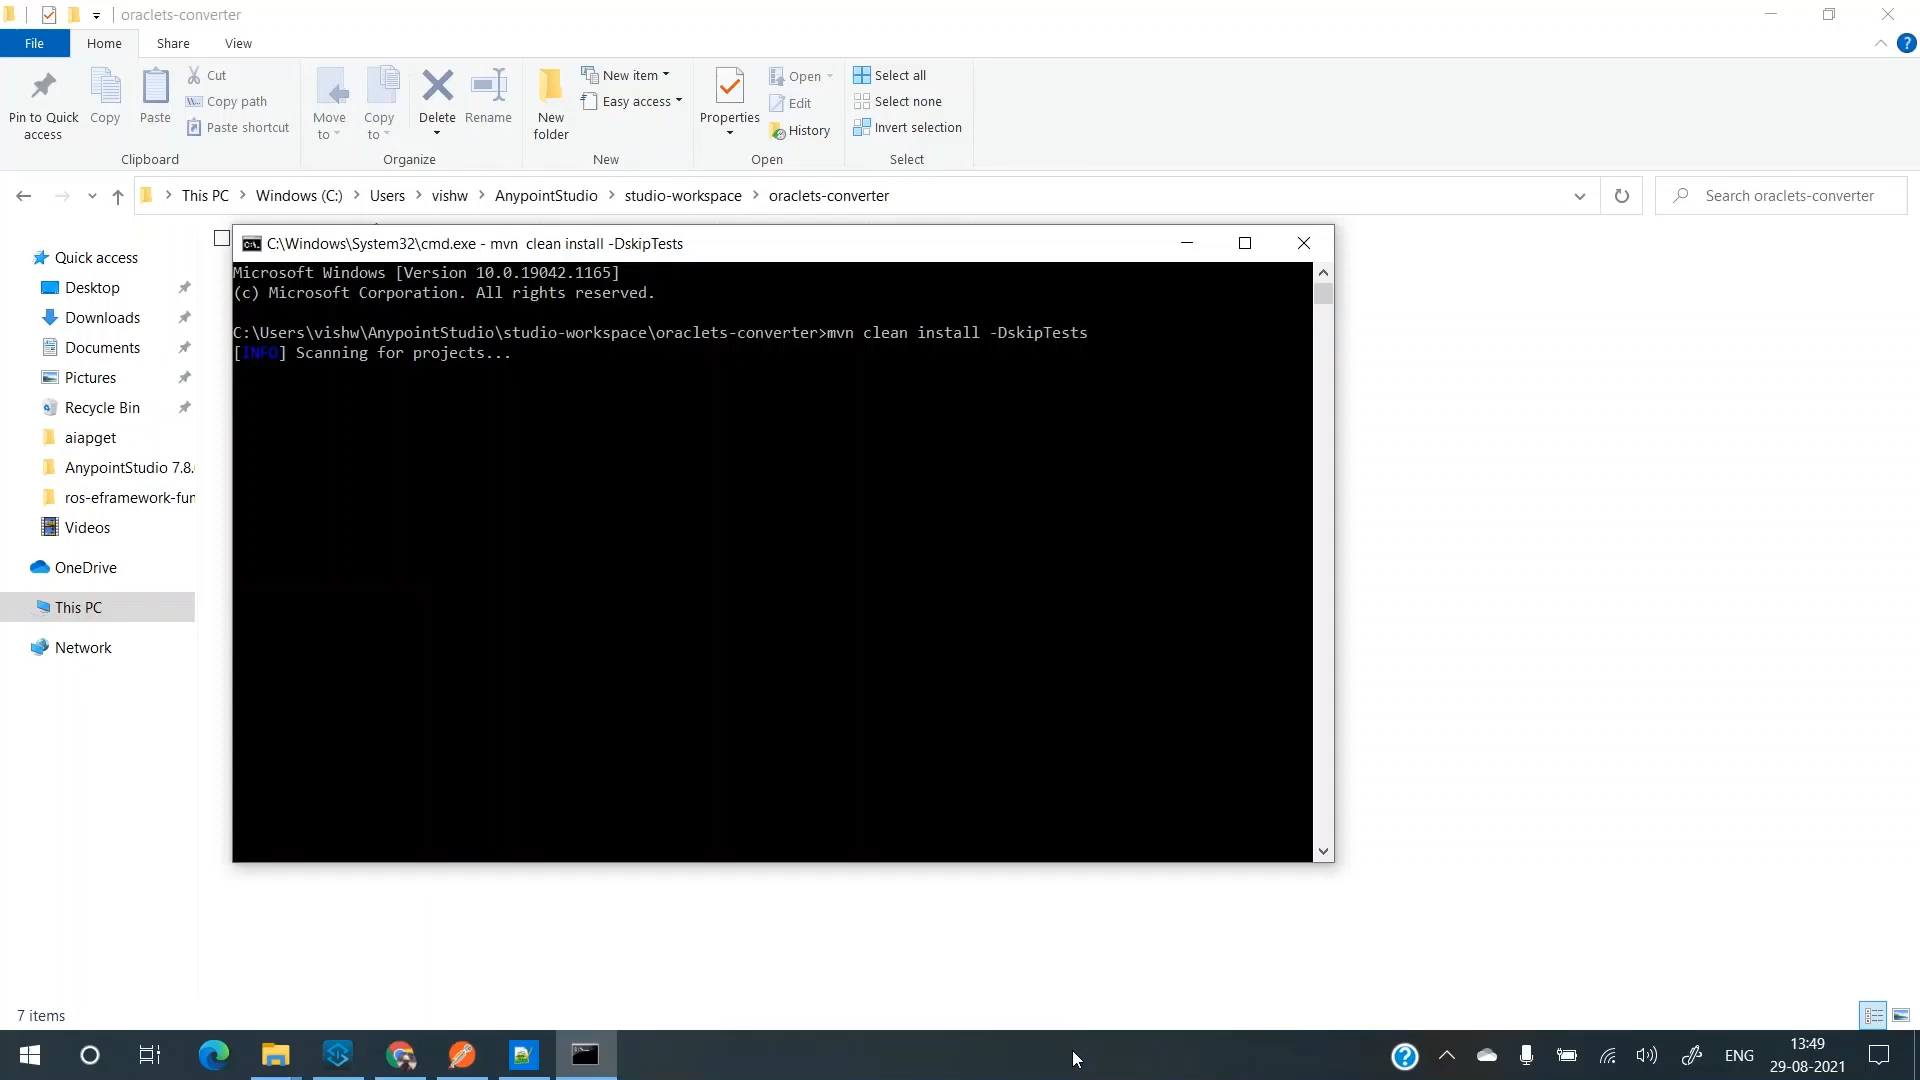 oraclets-converter
File
Home
Share
View
Pin to Quick access
Copy
Paste
Cut
Copy path
Paste shortcut
Clipboard
Move to
Copy to
Delete
Rename
Organize
New folder
New item
Easy access
New
Properties
Open
Edit
History
Open
Select all
Select none
Invert selection
Select
This PC > Windows (C:) > Users > vishw > AnypointStudio > studio-workspace > oraclets-converter
Search oraclets-converter
Quick access
Desktop
Downloads
Documents
Pictures
Recycle Bin
aiapget
AnypointStudio 7.8.
ros-eframework-fun
Videos
OneDrive
This PC
Network
C:\Windows\System32\cmd.exe - mvn  clean install -DskipTests
Microsoft Windows [Version 10.0.19042.1165]
(c) Microsoft Corporation. All rights reserved.
C:\Users\vishw\AnypointStudio\studio-workspace\oraclets-converter>mvn clean install -DskipTests
[INFO] Scanning for projects...
7 items
ENG
13:49
29-08-2021